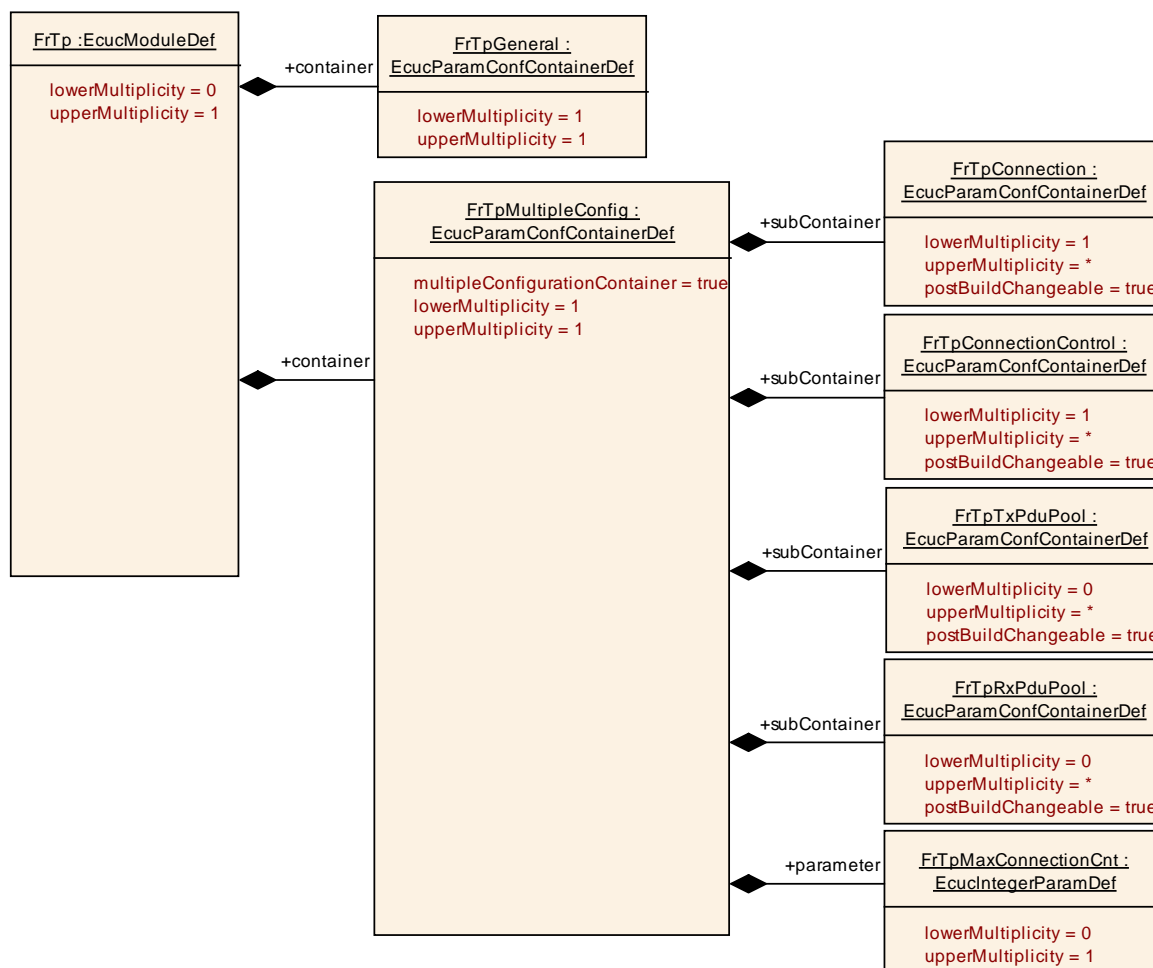 FrTp :EcucModuleDef
lowerMultiplicity = 0
upperMultiplicity = 1
+container
FrTpGeneral :
EcucParamConfContainerDef
lowerMultiplicity = 1
upperMultiplicity = 1
+container
FrTpMultipleConfig :
EcucParamConfContainerDef
multipleConfigurationContainer = true
lowerMultiplicity = 1
upperMultiplicity = 1
+subContainer
FrTpConnection :
EcucParamConfContainerDef
lowerMultiplicity = 1
upperMultiplicity = *
postBuildChangeable = true
+subContainer
FrTpConnectionControl :
EcucParamConfContainerDef
lowerMultiplicity = 1
upperMultiplicity = *
postBuildChangeable = true
+subContainer
FrTpTxPduPool :
EcucParamConfContainerDef
lowerMultiplicity = 0
upperMultiplicity = *
postBuildChangeable = true
+subContainer
FrTpRxPduPool :
EcucParamConfContainerDef
lowerMultiplicity = 0
upperMultiplicity = *
postBuildChangeable = true
+parameter
FrTpMaxConnectionCnt :
EcucIntegerParamDef
lowerMultiplicity = 0
upperMultiplicity = 1